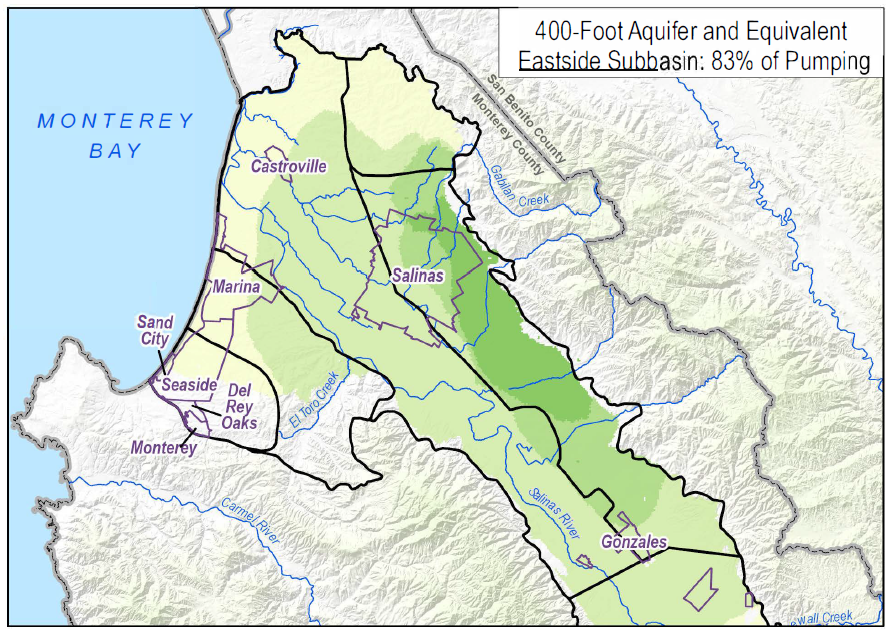 400-Foot Aquifer and Equivalent
Eastside Subbasin: 83% of Pumping
San Benito County
Monterey County
MONTEREY
BAY
Castroville
Gabilan Creek
Salinas
Marina
Sand
City
Seaside
Del
Rey
Oaks
El Toro Creek
Monterey
Carmel River
Salinas River
Gonzales
wall Creek